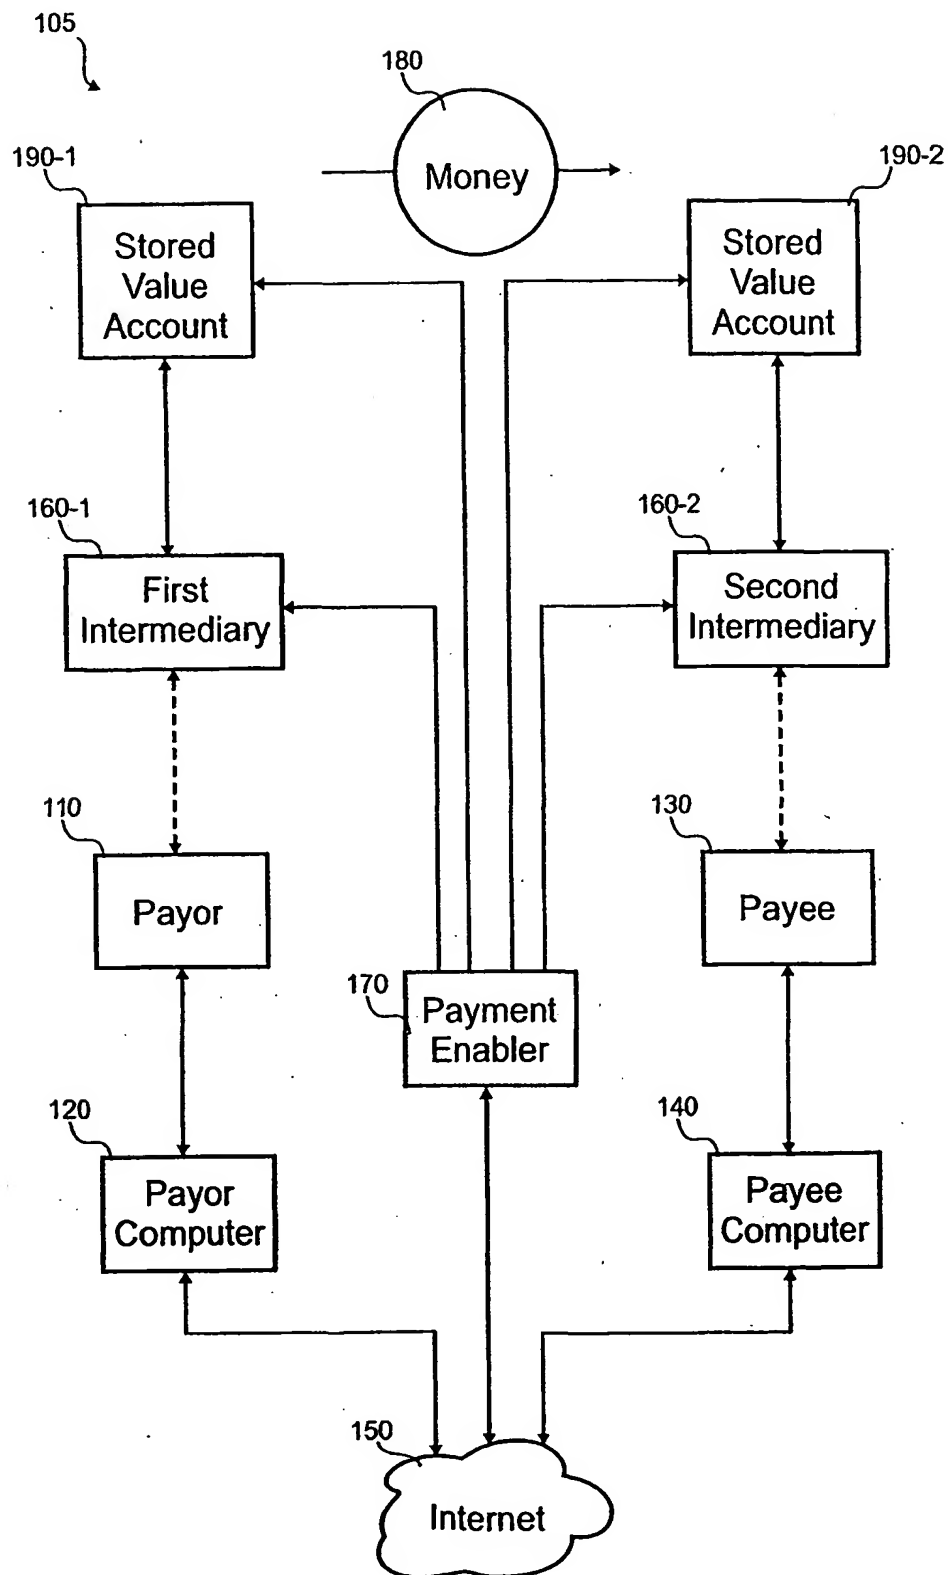 105
180
Money
190-1
190-2
Stored
Value
Account
Stored
Value
Account
160-1
160-2
First
Intermediary
Second
Intermediary
110
130
Payor
Payee
170
Payment
Enabler
120
140
Payor
Computer
Payee
Computer
150
Internet